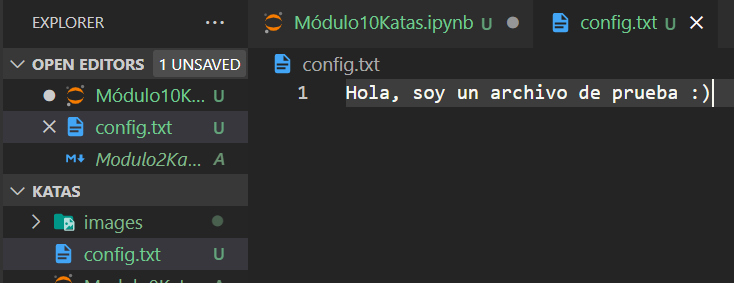 EXPLORER ···
Módulo10Katas.ipynb U
config.txt U
OPEN EDITORS 1 UNSAVED
Módulo10K... U
config.txt U
Modulo2Ka... A
KATAS
images
config.txt U
config.txt
1 Hola, soy un archivo de prueba :)